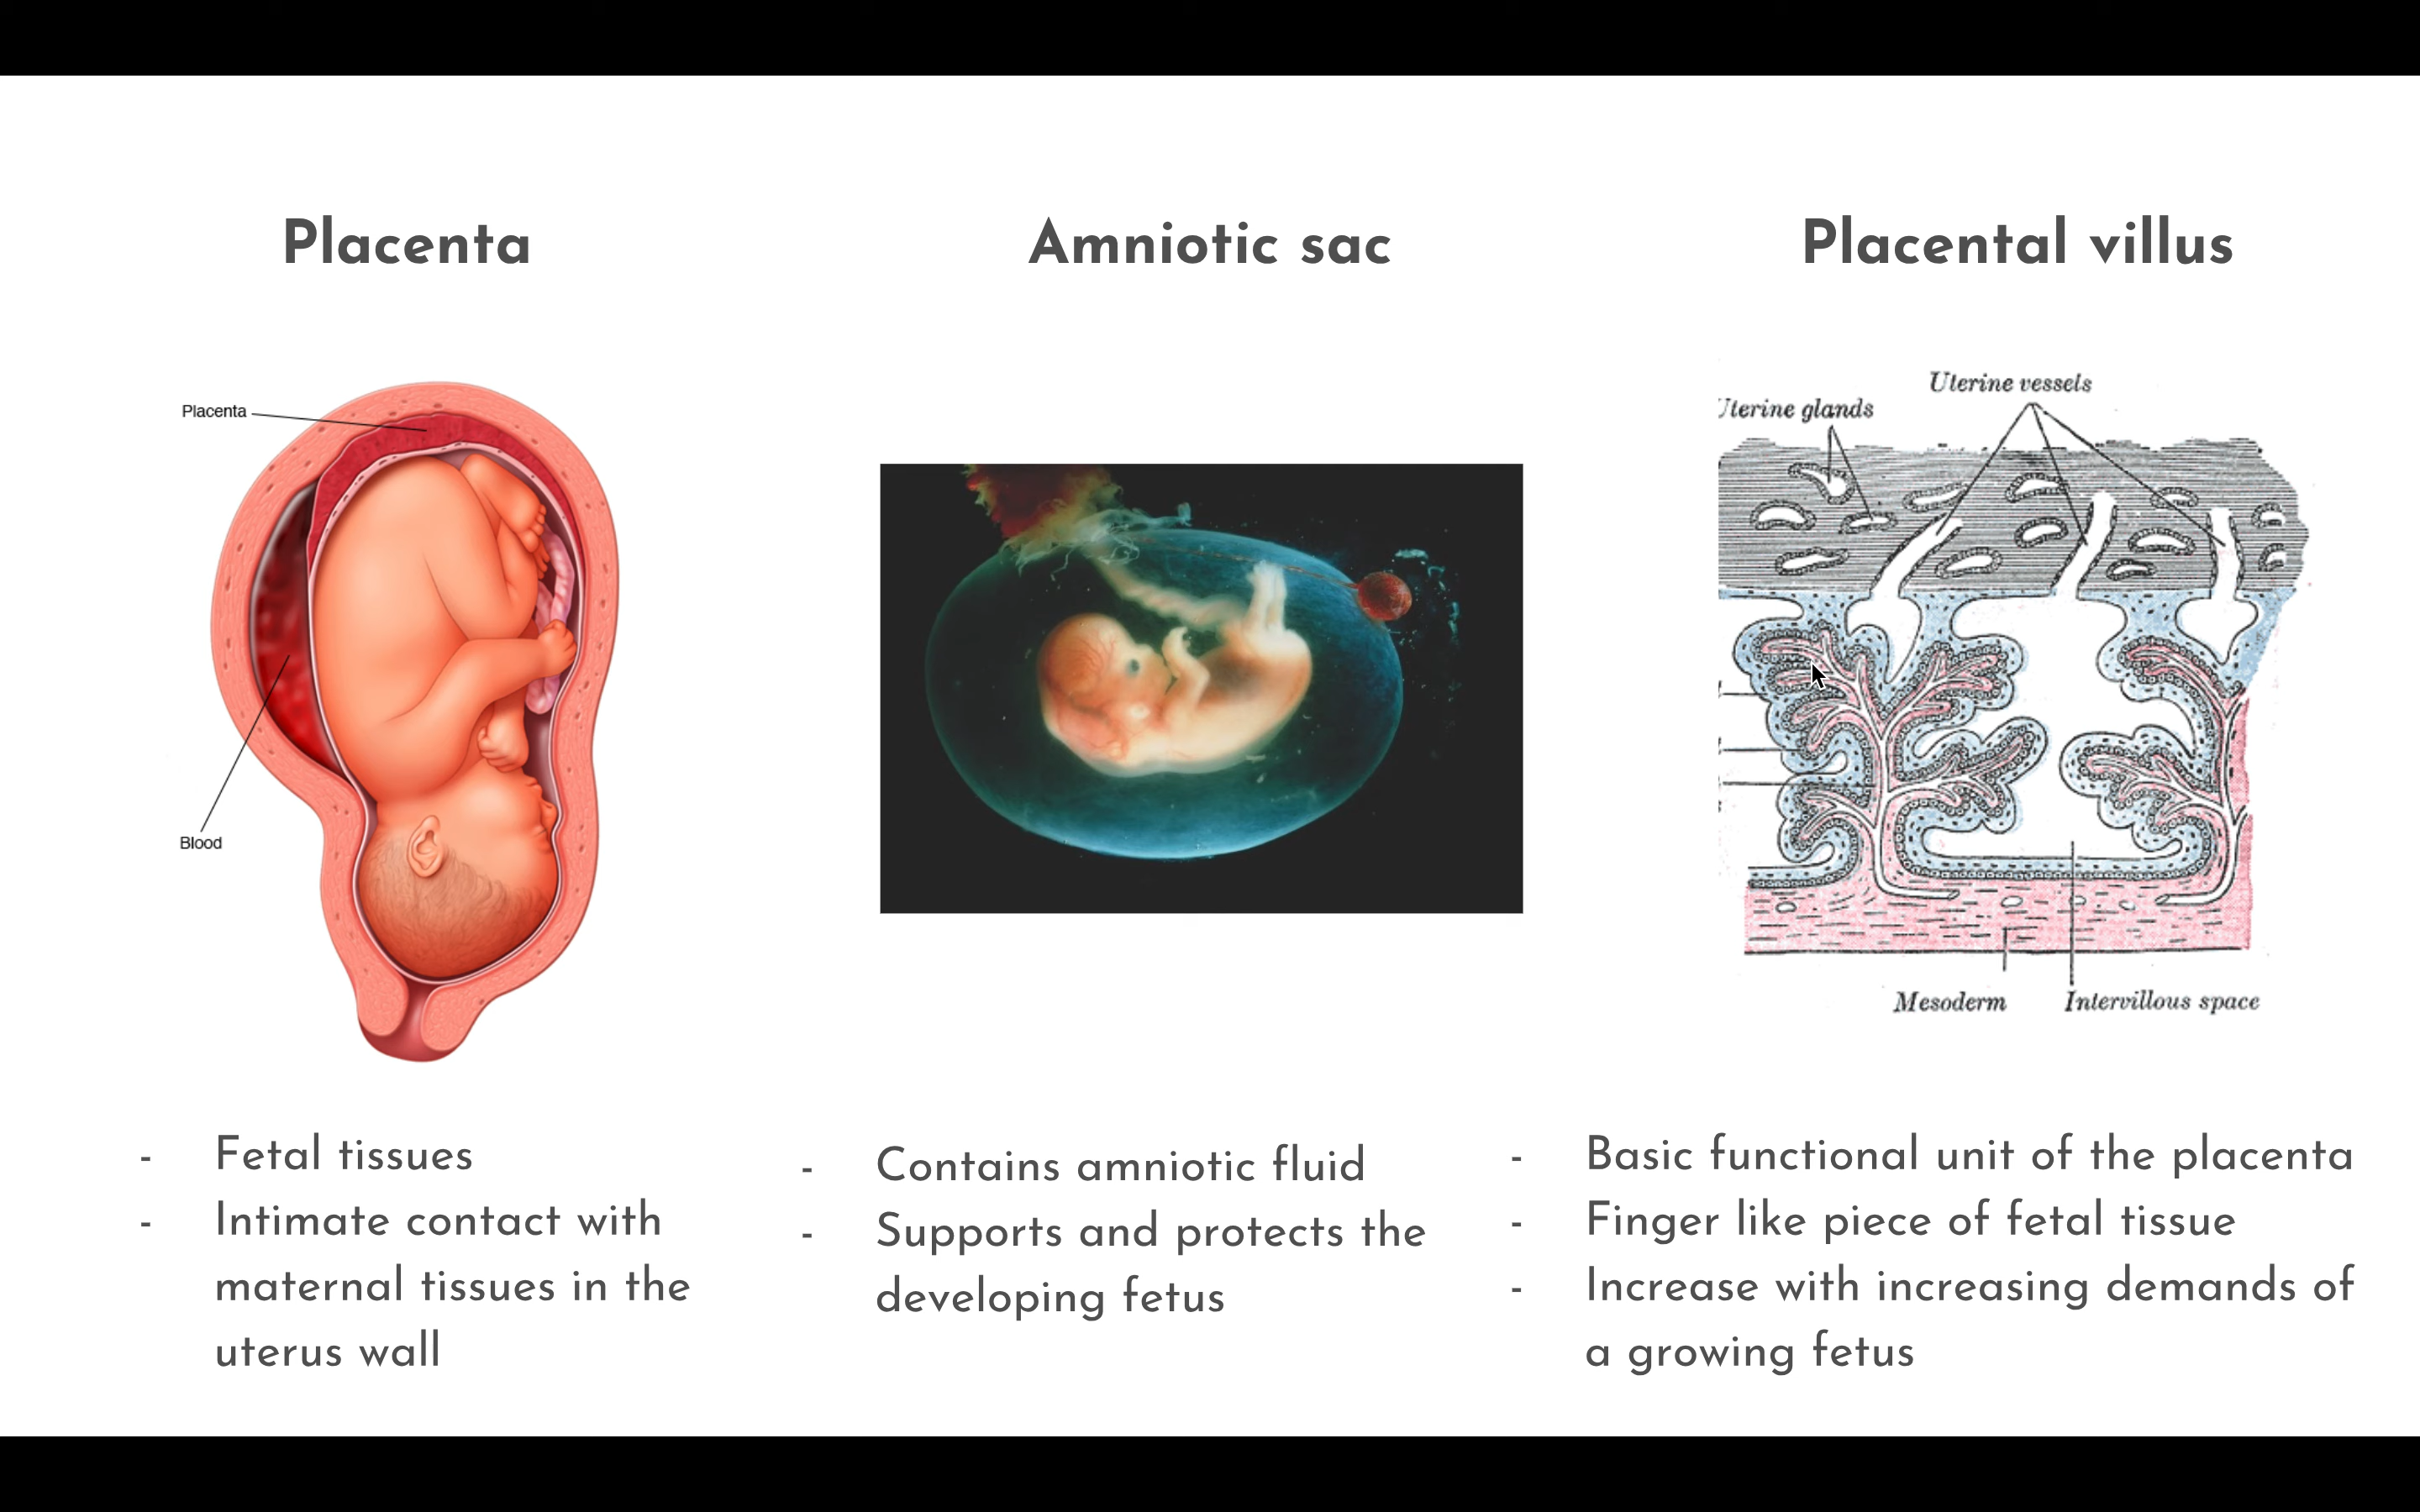 Placenta
Placenta
Blood
- Fetal tissues
- Intimate contact with
maternal tissues in the
uterus wall
Amniotic sac
- Contains amniotic fluid
- Supports and protects the
developing fetus
Placental villus
Uterine vessels
Uterine glands
Mesoderm
Intervillous space
- Basic functional unit of the placenta
- Finger like piece of fetal tissue
- Increase with increasing demands of
a growing fetus